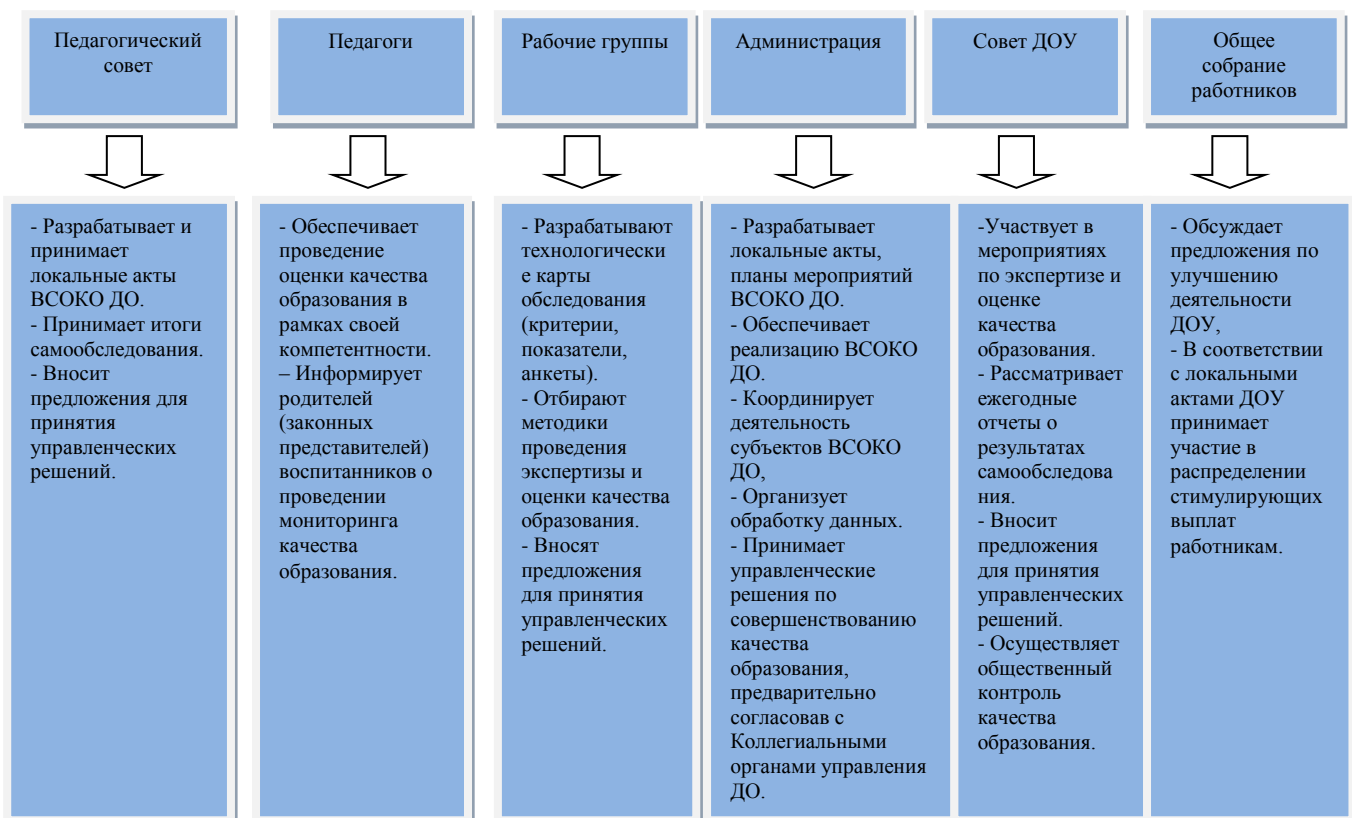 Педагогический
совет
Педагоги
Рабочие группы
Администрация
Совет ДОУ
Общее
собрание
работников
- Разрабатывает и
принимает
локальные акты
ВСОКО ДО.
- Принимает итоги
самообследования.
- Вносит
предложения для
принятия
управленческих
решений.
- Обеспечивает
проведение
оценки качества
образования в
рамках своей
компетентности.
– Информирует
родителей
(законных
представителей)
воспитанников о
проведении
мониторинга
качества
образования.
- Разрабатывают
технологически
е карты
обследования
(критерии,
показатели,
анкеты).
- Отбирают
методики
проведения
экспертизы и
оценки качества
образования.
- Вносят
предложения
для принятия
управленческих
решений.
- Разрабатывает
локальные акты,
планы мероприятий
ВСОКО ДО.
- Обеспечивает
реализацию ВСОКО
ДО.
- Координирует
деятельность
субъектов ВСОКО
ДО,
- Организует
обработку данных.
- Принимает
управленческие
решения по
совершенствованию
качества
образования,
предварительно
согласовав с
Коллегиальными
органами управления
ДО.
-Участвует в
мероприятиях
по экспертизе и
оценке
качества
образования.
- Рассматривает
ежегодные
отчеты о
результатах
самообследова
ния.
- Вносит
предложения
для принятия
управленческих
решений.
- Осуществляет
общественный
контроль
качества
образования.
- Обсуждает
предложения по
улучшению
деятельности
ДОУ,
- В соответствии
с локальными
актами ДОУ
принимает
участие в
распределении
стимулирующих
выплат
работникам.